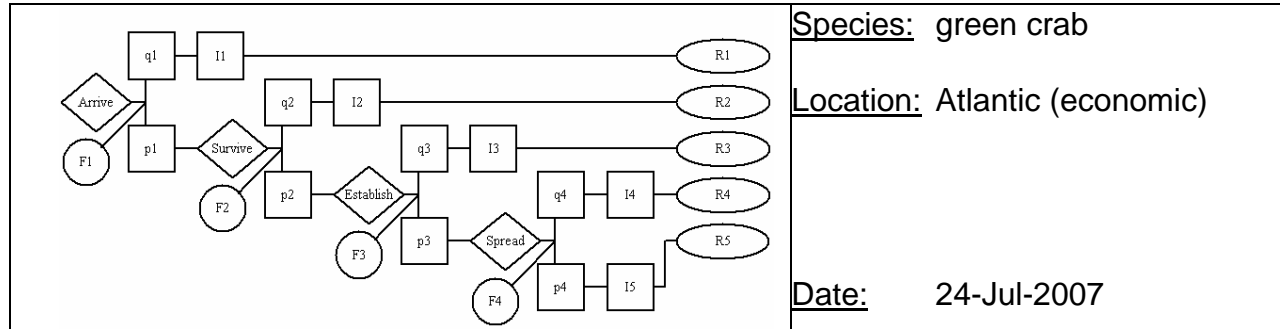 q1 I1 R1
Arrive q2 I2 R2
F1 p1 Survive q3 I3 R3
F2 p2 Establish q4 I4 R4
F3 p3 Spread R5
F4 p4 I5
Species: green crab
Location: Atlantic (economic)
Date: 24-Jul-2007